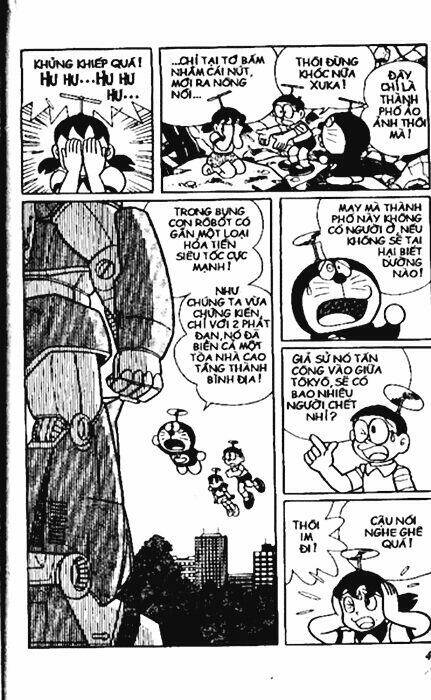 KHỦNG KHIẾP QUÁ!
HU HU...HU HU
HU...
...CHỈ TẠI TỚ BẤM
NHẦM CÁI NÚT,
MỚI RA NÔNG
NỖI...
THÔI ĐỪNG
KHÓC NỮA
XUKA!
ĐÂY
CHỈ LÀ
THÀNH
PHỐ ẢO
ẢNH THÔI
MÀ!
TRONG BỤNG
CON RÔBỐT CÓ
GẮN MỘT LOẠI
HỎA TIỄN
SIÊU TỐC CỰC
MẠNH!
NHƯ
CHÚNG TA VỪA
CHỨNG KIẾN,
CHỈ VỚI 2 PHÁT
ĐẠN, NÓ ĐÃ
BIẾN CẢ MỘT
TÒA NHÀ CAO
TẦNG THÀNH
BÌNH ĐỊA!
MAY MÀ THÀNH
PHỐ NÀY KHÔNG
CÓ NGƯỜI Ở, NẾU
KHÔNG SẼ TAI
HẠI BIẾT
DƯỜNG
NÀO!
GIẢ SỬ NÓ TẤN
CÔNG VÀO GIỮA
TÔKYÔ, SẼ CÓ
BAO NHIÊU
NGƯỜI CHẾT
NHỈ?
THÔI
IM
ĐI!
CẬU NÓI
NGHE GHÊ
QUÁ!